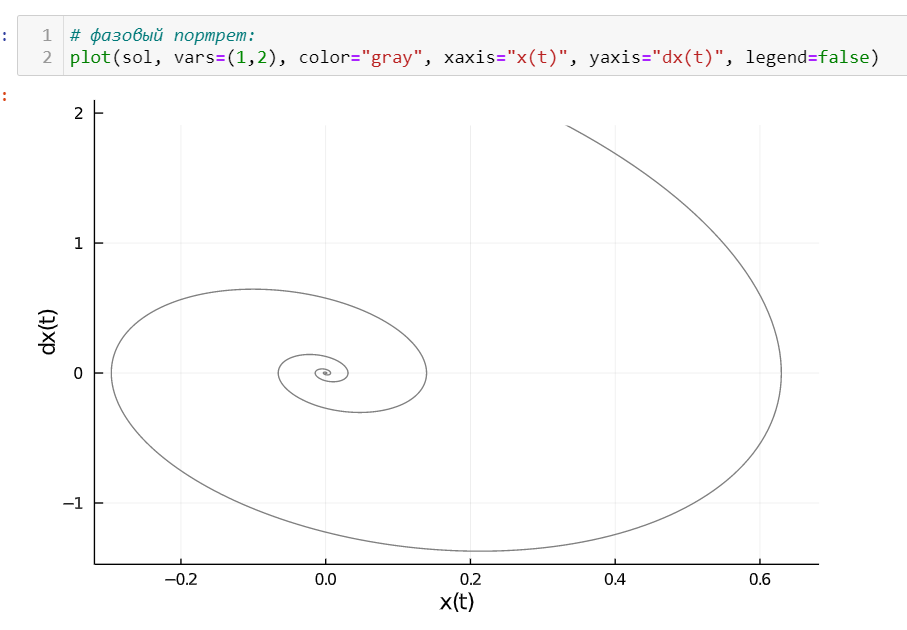 1 # фазовый портрет:
2 plot(sol, vars=(1,2), color="gray", xaxis="x(t)", yaxis="dx(t)", legend=false)
2
1
0
−1
dx(t)
−0.2 0.0 0.2 0.4 0.6
x(t)